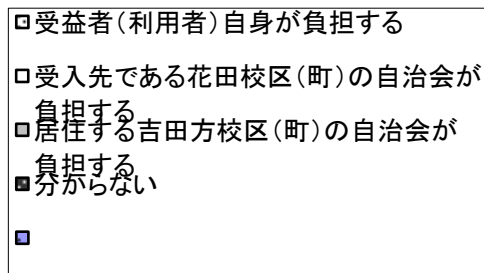 受益者(利用者)自身が負担する
受入先である花田校区(町)の自治会が
負担する
居住する吉田方校区(町)の自治会が
負担する
分からない